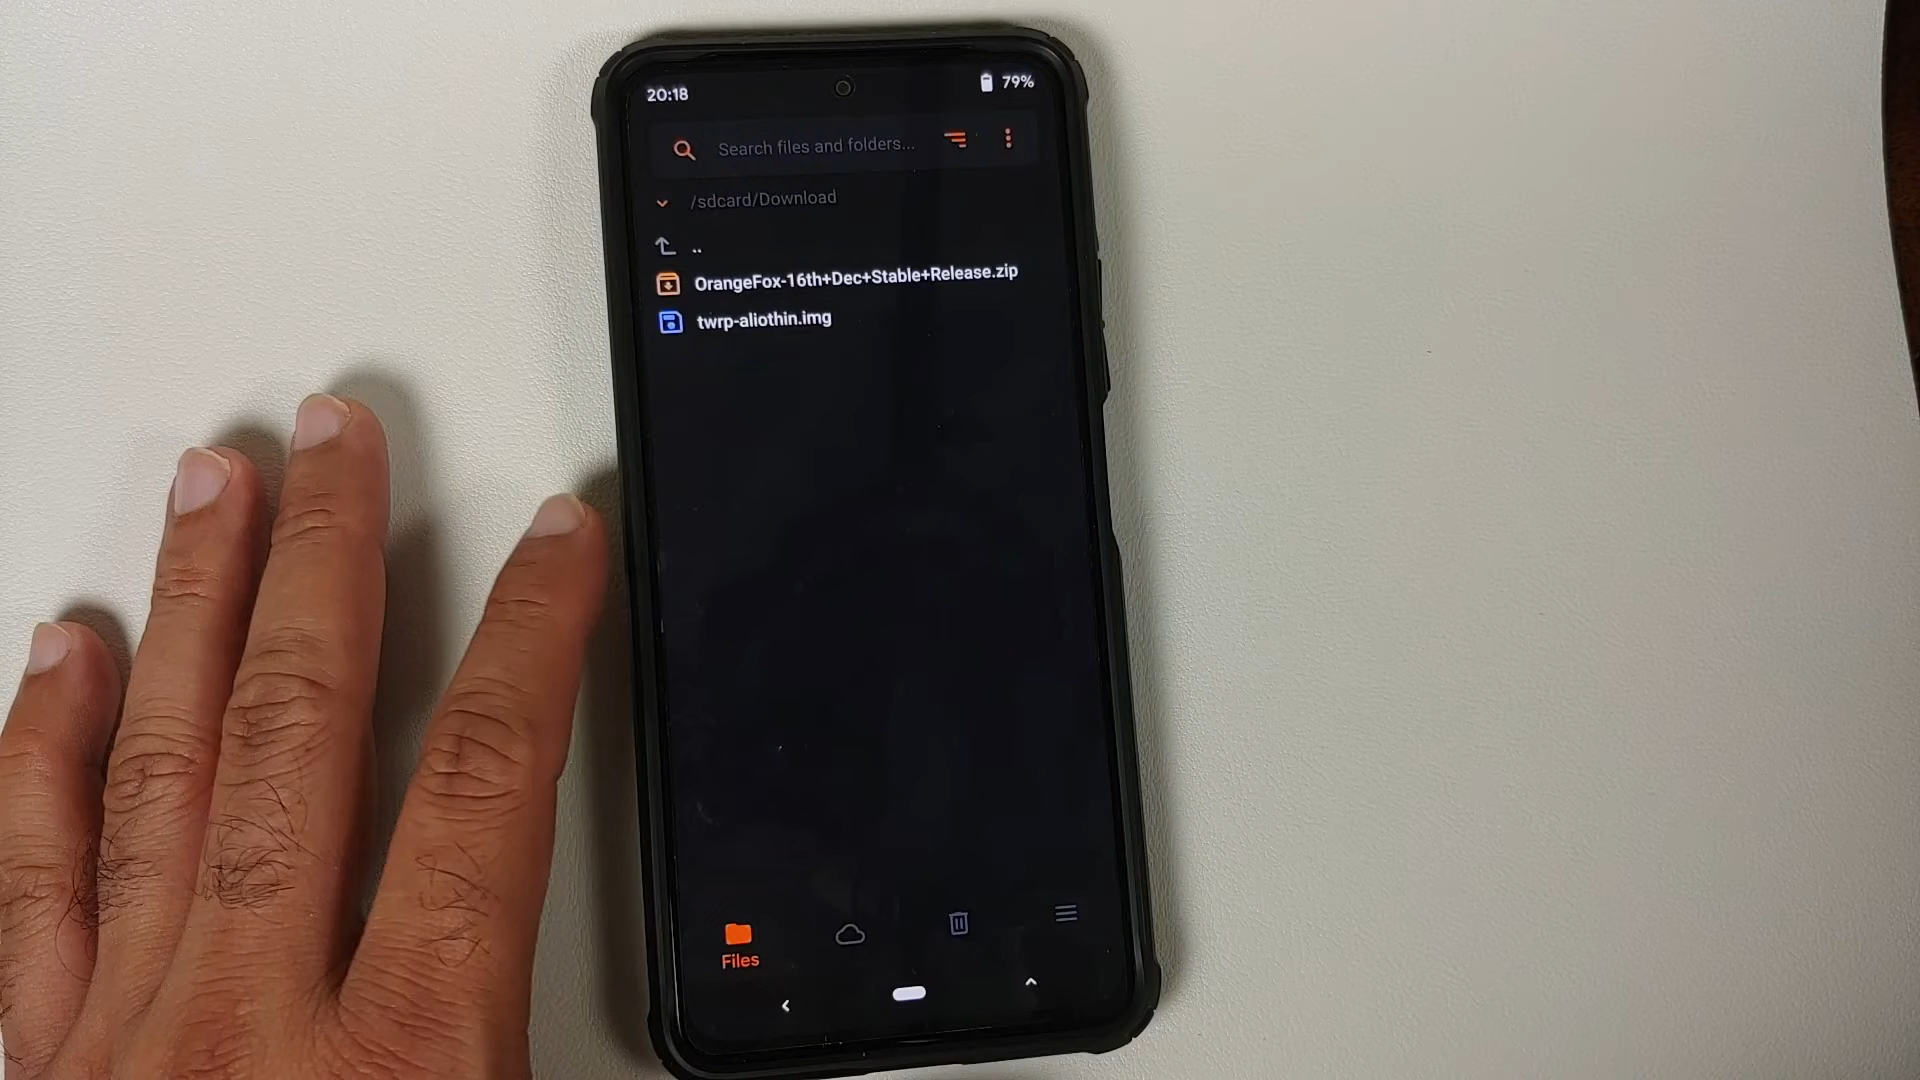 20:18
79%
Search files and folders...
/sdcard/Download
..
OrangeFox-16th+Dec+Stable+Release.zip
twrp-aliothin.img
Files